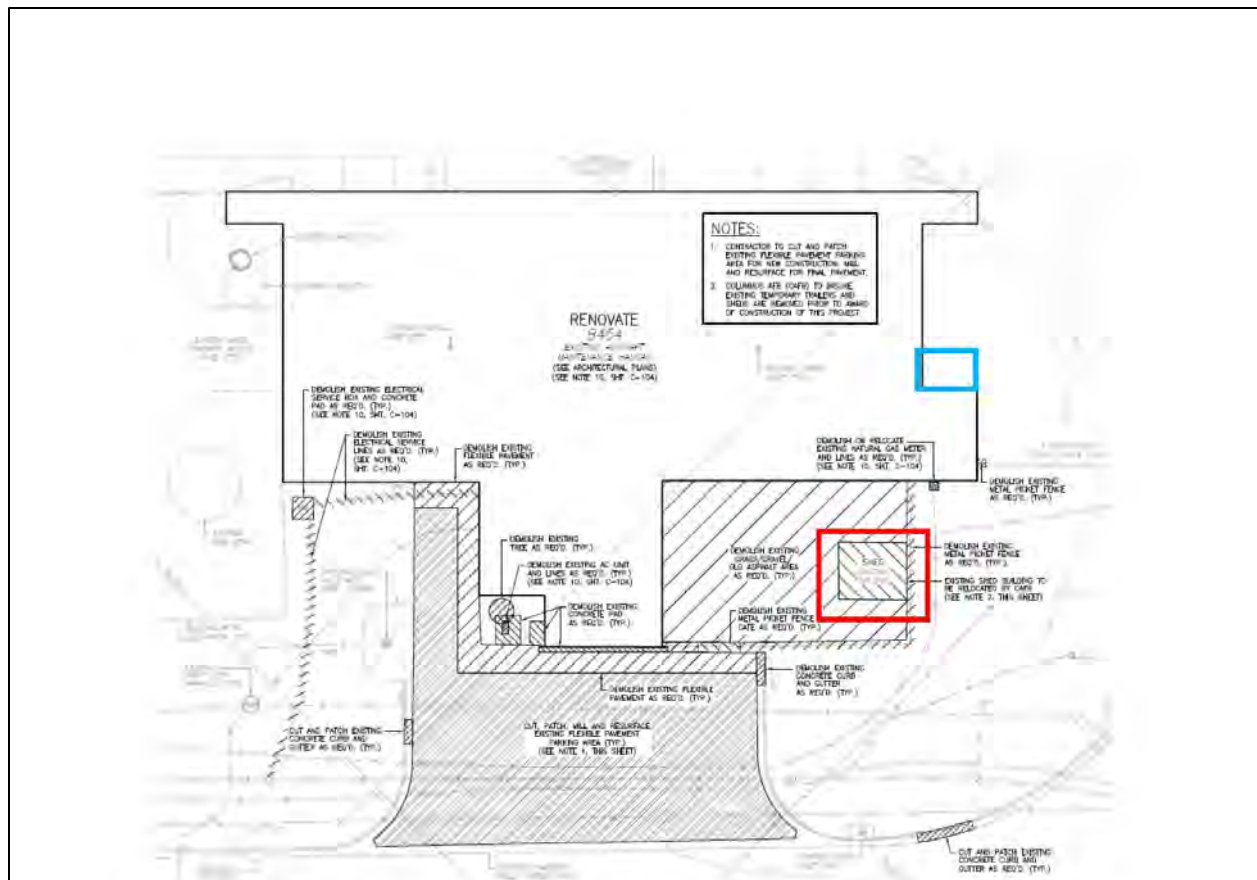 NOTES:
1. CONTRACTOR TO CUT AND PATCH
EXISTING FLEXIBLE PAVEMENT PARKING
AREA FOR NEW CONSTRUCTION. MILL
AND RESURFACE FOR FINAL PAVEMENT.
2. COLUMBUS AFB (CAFB) TO ENSURE
EXISTING TEMPORARY TRAILERS AND
SHEDS ARE REMOVED PRIOR TO AWARD
OF CONSTRUCTION OF THIS PROJECT
RENOVATE
8454
EXISTING AIRCRAFT
MAINTENANCE HANGAR
(SEE ARCHITECTURAL PLANS)
(SEE NOTE 10, SHT. C-104)
DEMOLISH EXISTING ELECTRICAL
SERVICE BOX AND CONCRETE
PAD AS REQ'D. (TYP.)
(SEE NOTE 10, SHT. C-104)
DEMOLISH EXISTING
ELECTRICAL SERVICE
LINES AS REQ'D. (TYP.)
(SEE NOTE 10,
SHT. C-104)
DEMOLISH EXISTING
FLEXIBLE PAVEMENT
AS REQ'D. (TYP.)
DEMOLISH OR RELOCATE
EXISTING NATURAL GAS METER
AND LINES AS REQ'D. (TYP.)
(SEE NOTE 10, SHT. C-104)
DEMOLISH EXISTING
METAL PICKET FENCE
AS REQ'D. (TYP.)
DEMOLISH EXISTING
TREE AS REQ'D. (TYP.)
DEMOLISH EXISTING AC UNIT
AND LINES AS REQ'D. (TYP.)
(SEE NOTE 10, SHT. C-104)
DEMOLISH EXISTING
CONCRETE PAD
AS REQ'D. (TYP.)
DEMOLISH EXISTING
GRASS/GRAVEL/
OLD ASPHALT AREA
AS REQ'D. (TYP.)
SHED
DEMOLISH EXISTING
METAL PICKET FENCE
AS REQ'D. (TYP.)
EXISTING SHED BUILDING TO
BE RELOCATED BY CAFB
(SEE NOTE 2, THIS SHEET)
DEMOLISH EXISTING
METAL PICKET FENCE
GATE AS REQ'D. (TYP.)
DEMOLISH EXISTING
CONCRETE CURB
AND GUTTER
AS REQ'D. (TYP.)
DEMOLISH EXISTING FLEXIBLE
PAVEMENT AS REQ'D. (TYP.)
CUT AND PATCH EXISTING
CONCRETE CURB AND
GUTTER AS REQ'D. (TYP.)
CUT, PATCH, MILL AND RESURFACE
EXISTING FLEXIBLE PAVEMENT
PARKING AREA (TYP.)
(SEE NOTE 1, THIS SHEET)
CUT AND PATCH EXISTING
CONCRETE CURB AND
GUTTER AS REQ'D. (TYP.)